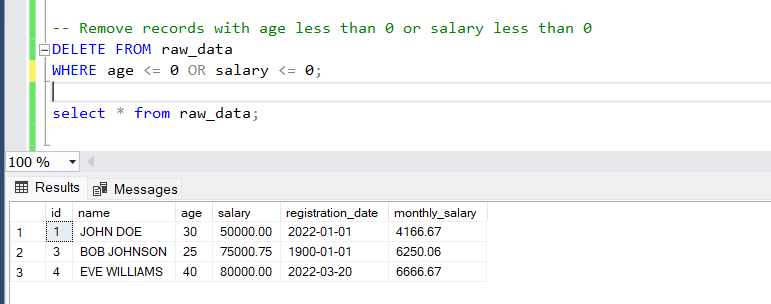 -- Remove records with age less than 0 or salary less than 0
DELETE FROM raw_data
WHERE age <= 0 OR salary <= 0;
select * from raw_data;
100 %
Results Messages
id name age salary registration_date monthly_salary
1 1 JOHN DOE 30 50000.00 2022-01-01 4166.67
2 3 BOB JOHNSON 25 75000.75 1900-01-01 6250.06
3 4 EVE WILLIAMS 40 80000.00 2022-03-20 6666.67